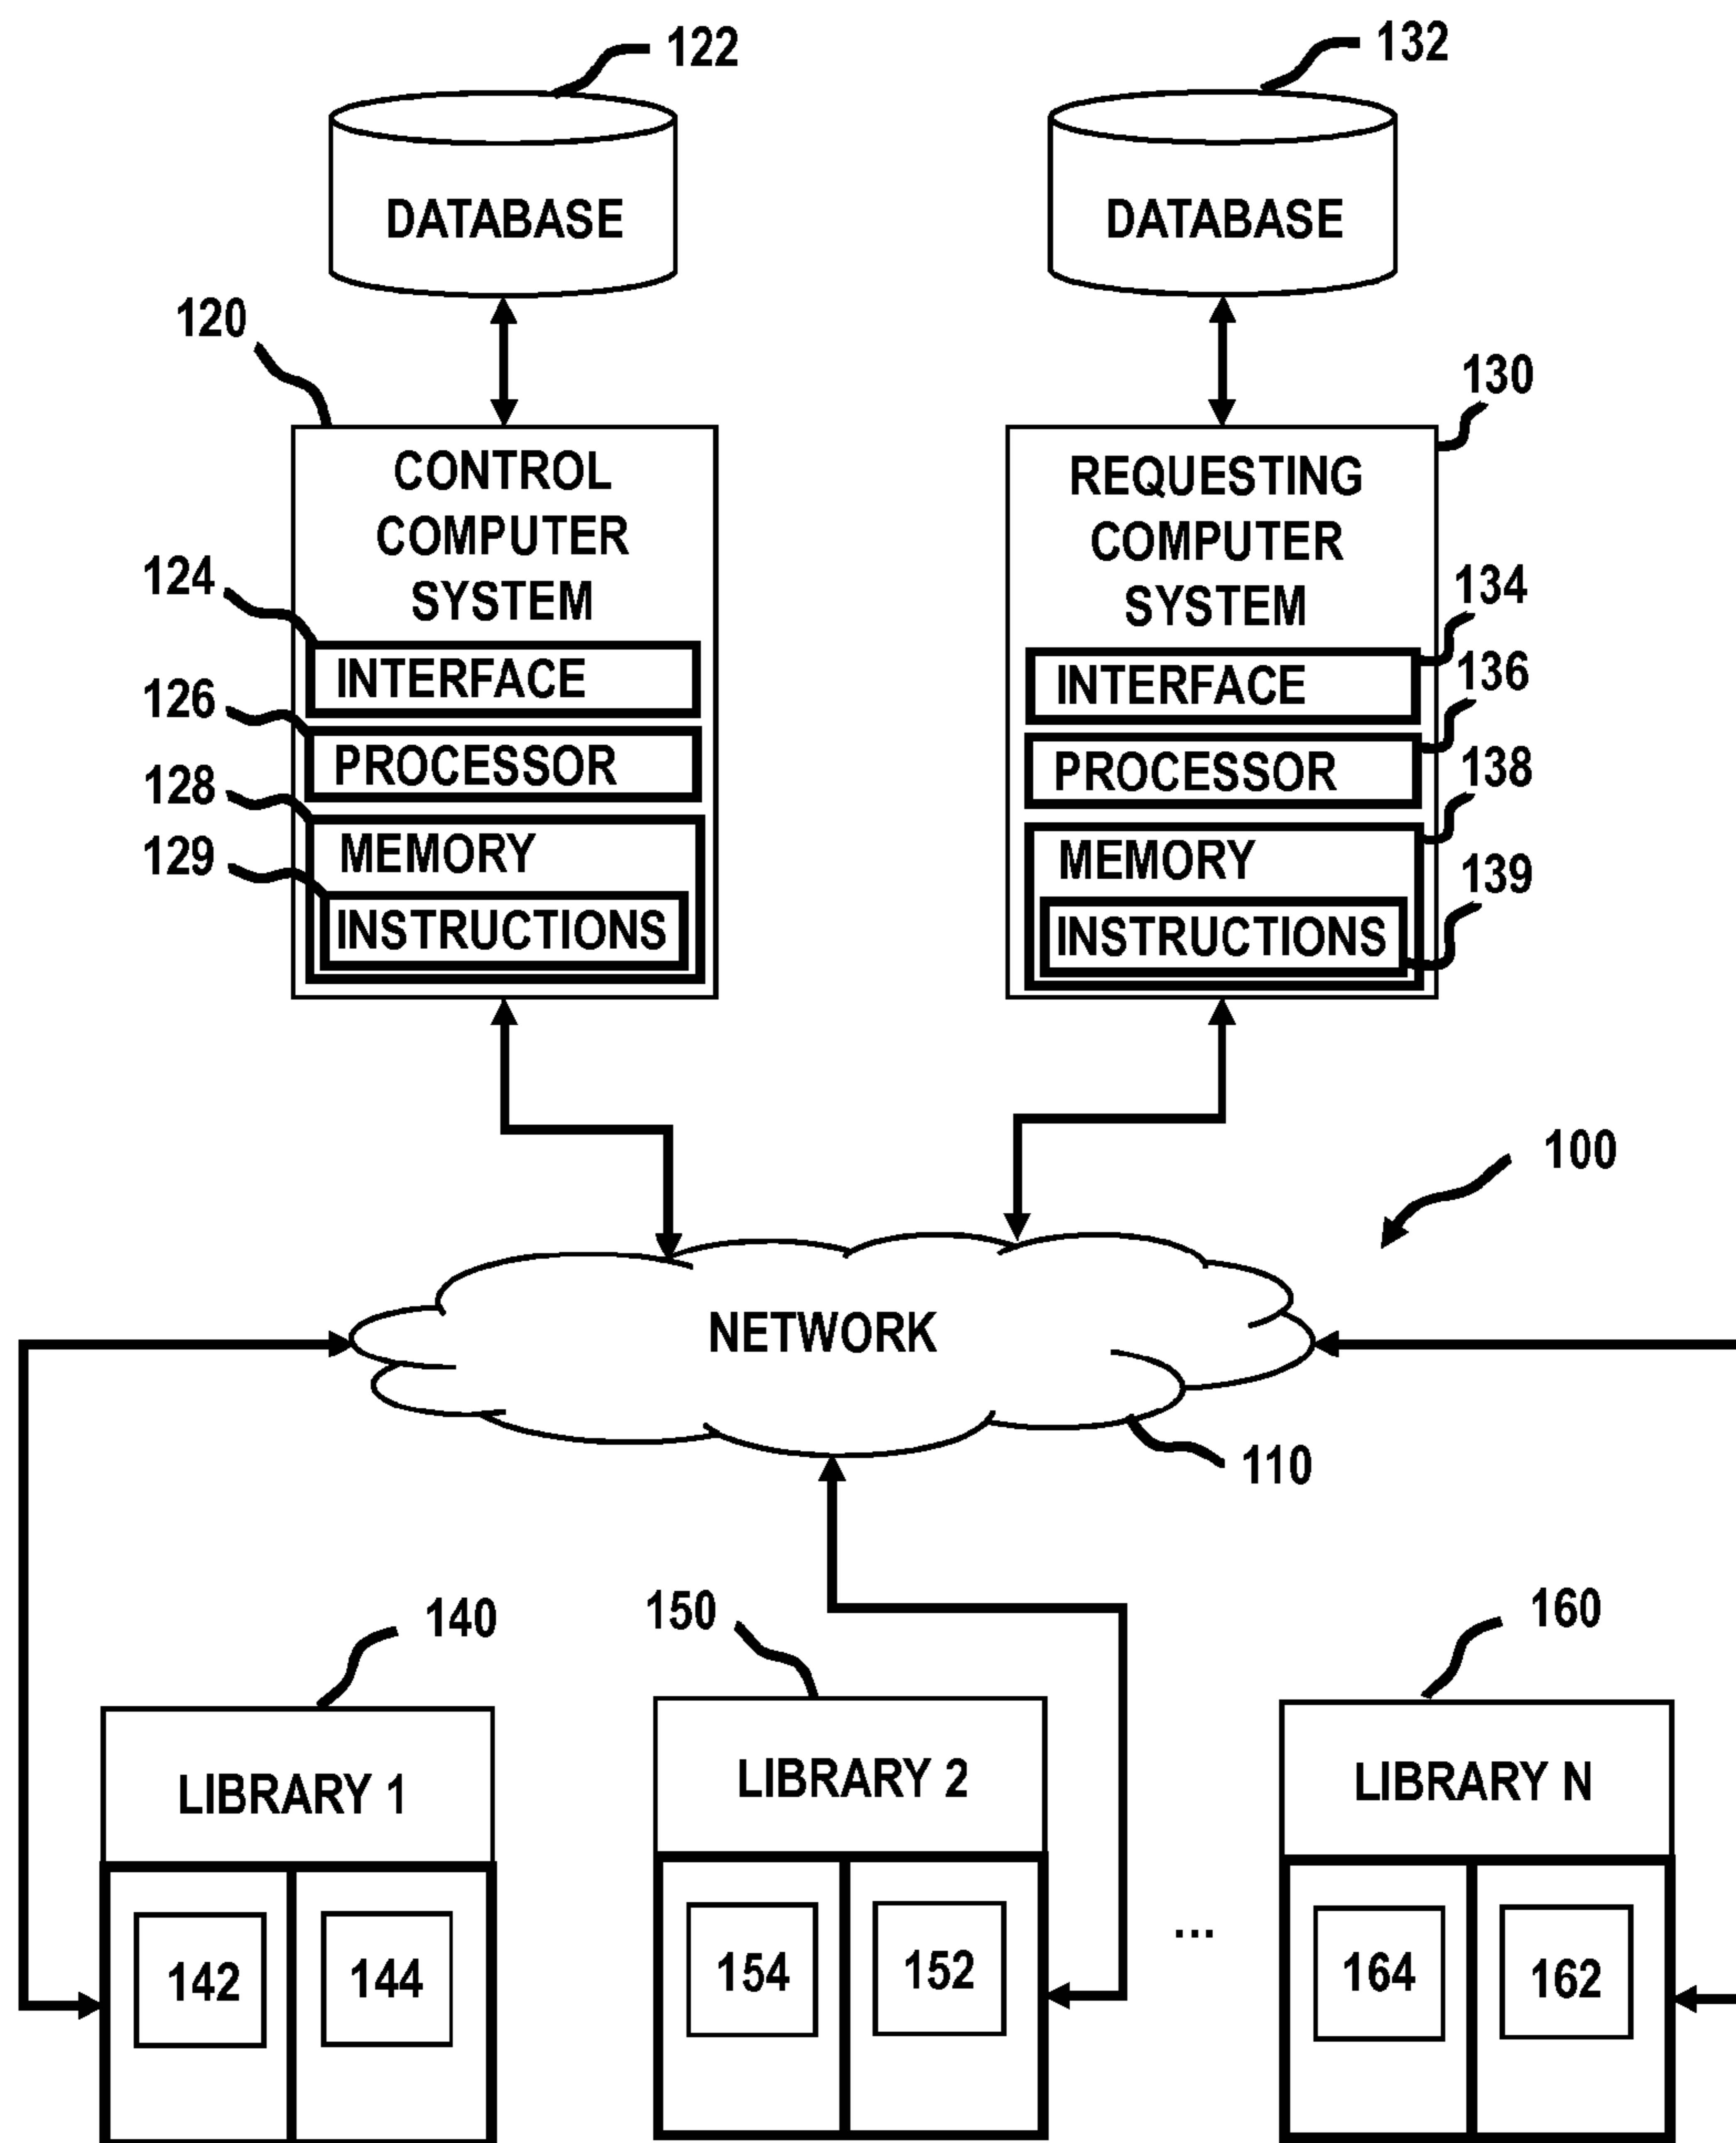 122
132
DATABASE
DATABASE
120
130
CONTROL
COMPUTER
SYSTEM
REQUESTING
COMPUTER
SYSTEM
124
INTERFACE
126
PROCESSOR
128
MEMORY
129
INSTRUCTIONS
134
INTERFACE
136
PROCESSOR
138
MEMORY
139
INSTRUCTIONS
100
NETWORK
110
140
150
160
LIBRARY 1
LIBRARY 2
LIBRARY N
142
144
154
152
...
164
162